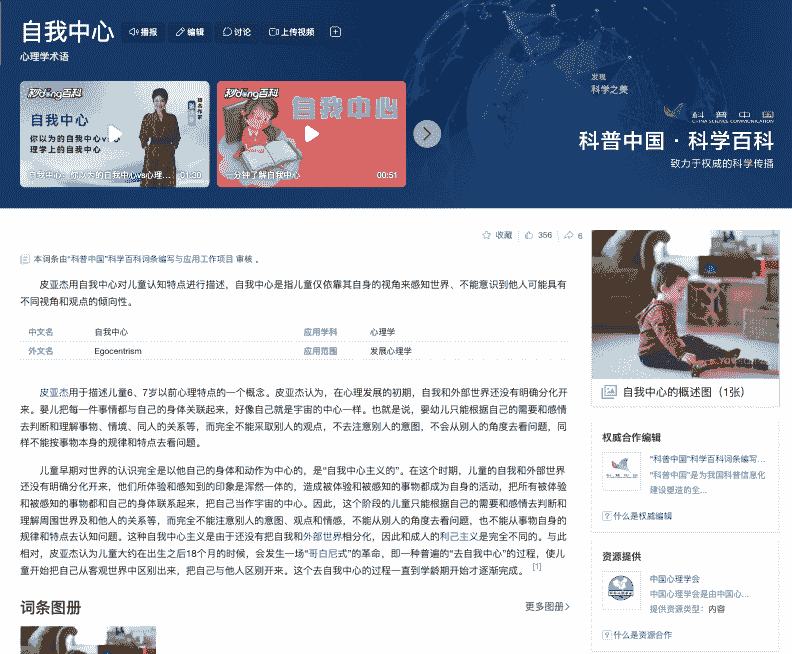 自我中心 播报 编辑 讨论 上传视频
心理学术语
秒懂百科
自我中心
你以为的自我中心vs心
理学上的自我中心
自我中心：你以为的自我中心vs心理... 01:30
秒懂百科
自我中心
一分钟了解自我中心 00:51
发现
科学之美
科普中国
CHINA SCIENCE COMMUNICATION
科普中国·科学百科
致力于权威的科学传播
收藏 356 6
本词条由“科普中国”科学百科词条编写与应用工作项目 审核 。
皮亚杰用自我中心对儿童认知特点进行描述，自我中心是指儿童仅依靠其自身的视角来感知世界、不能意识到他人可能具有
不同视角和观点的倾向性。
中文名 自我中心 应用学科 心理学
外文名 Egocentrism 应用范围 发展心理学
皮亚杰用于描述儿童6、7岁以前心理特点的一个概念。皮亚杰认为，在心理发展的初期，自我和外部世界还没有明确分化开
来。婴儿把每一件事情都与自己的身体关联起来，好像自己就是宇宙的中心一样。也就是说，婴幼儿只能根据自己的需要和感情
去判断和理解事物、情境、同人的关系等，而完全不能采取别人的观点，不去注意别人的意图，不会从别人的角度去看问题，同
样不能按事物本身的规律和特点去看问题。
儿童早期对世界的认识完全是以他自己的身体和动作为中心的，是“自我中心主义的”。在这个时期，儿童的自我和外部世界
还没有明确分化开来，他们所体验和感知到的印象是浑然一体的，造成被体验和被感知的事物都成为自身的活动，把所有被体验
和被感知的事物都和自己的身体联系起来，把自己当作宇宙的中心。因此，这个阶段的儿童只能根据自己的需要和感情去判断和
理解周围世界及和他人的关系等，而完全不能注意别人的意图、观点和情感，不能从别人的角度去看问题，也不能从事物自身的
规律和特点去认知问题。这种自我中心主义是由于还没有把自我和外部世界相分化，因此和成人的利己主义是完全不同的。与此
相对，皮亚杰认为儿童大约在出生之后18个月的时候，会发生一场“哥白尼式”的革命，即一种普遍的“去自我中心”的过程，使儿
童开始把自己从客观世界中区别出来，把自己与他人区别开来。这个去自我中心的过程一直到学龄期开始才逐渐完成。 [1]
词条图册 更多图册
自我中心的概述图（1张）
权威合作编辑
“科普中国”科学百科词条编写...
“科普中国”是为我国科普信息化
建设塑造的全...
什么是权威编辑
资源提供
中国心理学会
中国心理学会是由中国心...
提供资源类型：内容
什么是资源合作